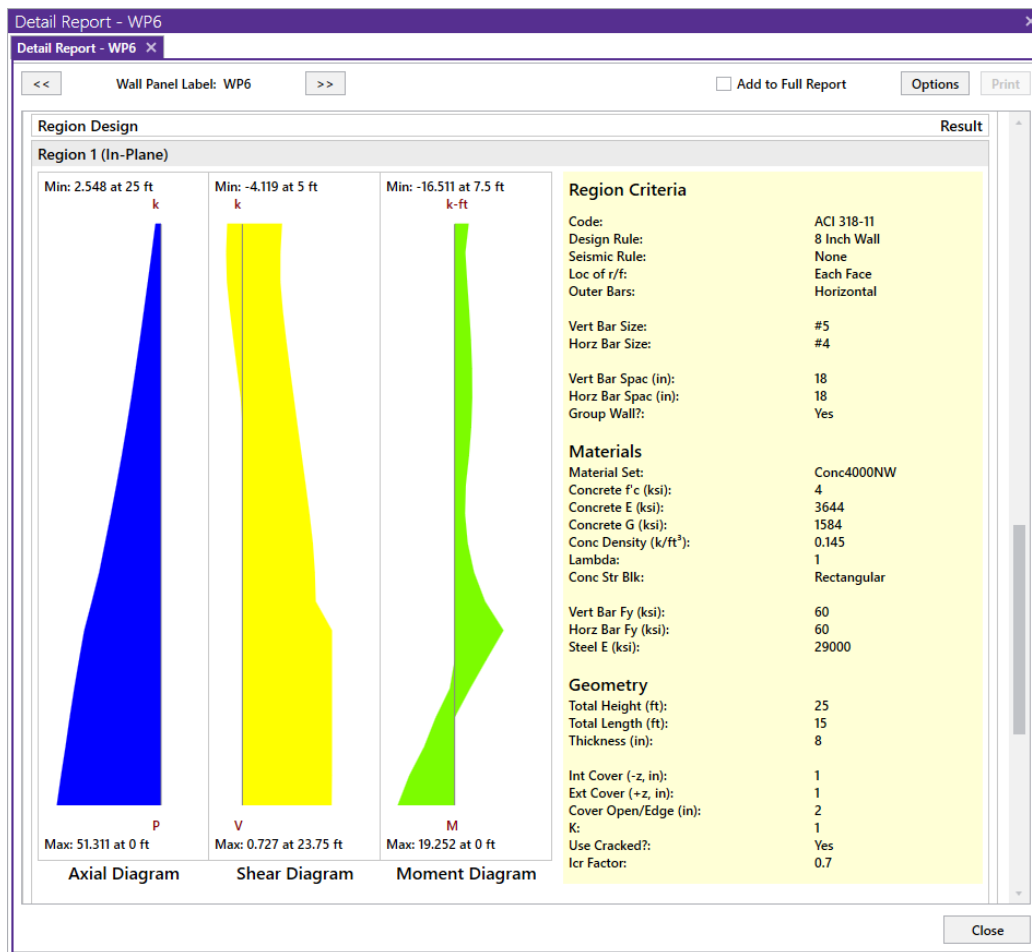 Detail Report - WP6
Detail Report - WP6 ×
<< Wall Panel Label: WP6 >> Add to Full Report Options Print
Region Design Result
Region 1 (In-Plane)
Min: 2.548 at 25 ft Min: -4.119 at 5 ft Min: -16.511 at 7.5 ft
k k k-ft
P V M
Max: 51.311 at 0 ft Max: 0.727 at 23.75 ft Max: 19.252 at 0 ft
Axial Diagram Shear Diagram Moment Diagram
Region Criteria
Code: ACI 318-11
Design Rule: 8 Inch Wall
Seismic Rule: None
Loc of r/f: Each Face
Outer Bars: Horizontal
Vert Bar Size: #5
Horz Bar Size: #4
Vert Bar Spac (in): 18
Horz Bar Spac (in): 18
Group Wall?: Yes
Materials
Material Set: Conc4000NW
Concrete f'c (ksi): 4
Concrete E (ksi): 3644
Concrete G (ksi): 1584
Conc Density (k/ft³): 0.145
Lambda: 1
Conc Str Blk: Rectangular
Vert Bar Fy (ksi): 60
Horz Bar Fy (ksi): 60
Steel E (ksi): 29000
Geometry
Total Height (ft): 25
Total Length (ft): 15
Thickness (in): 8
Int Cover (-z, in): 1
Ext Cover (+z, in): 1
Cover Open/Edge (in): 2
K: 1
Use Cracked?: Yes
Icr Factor: 0.7
Close